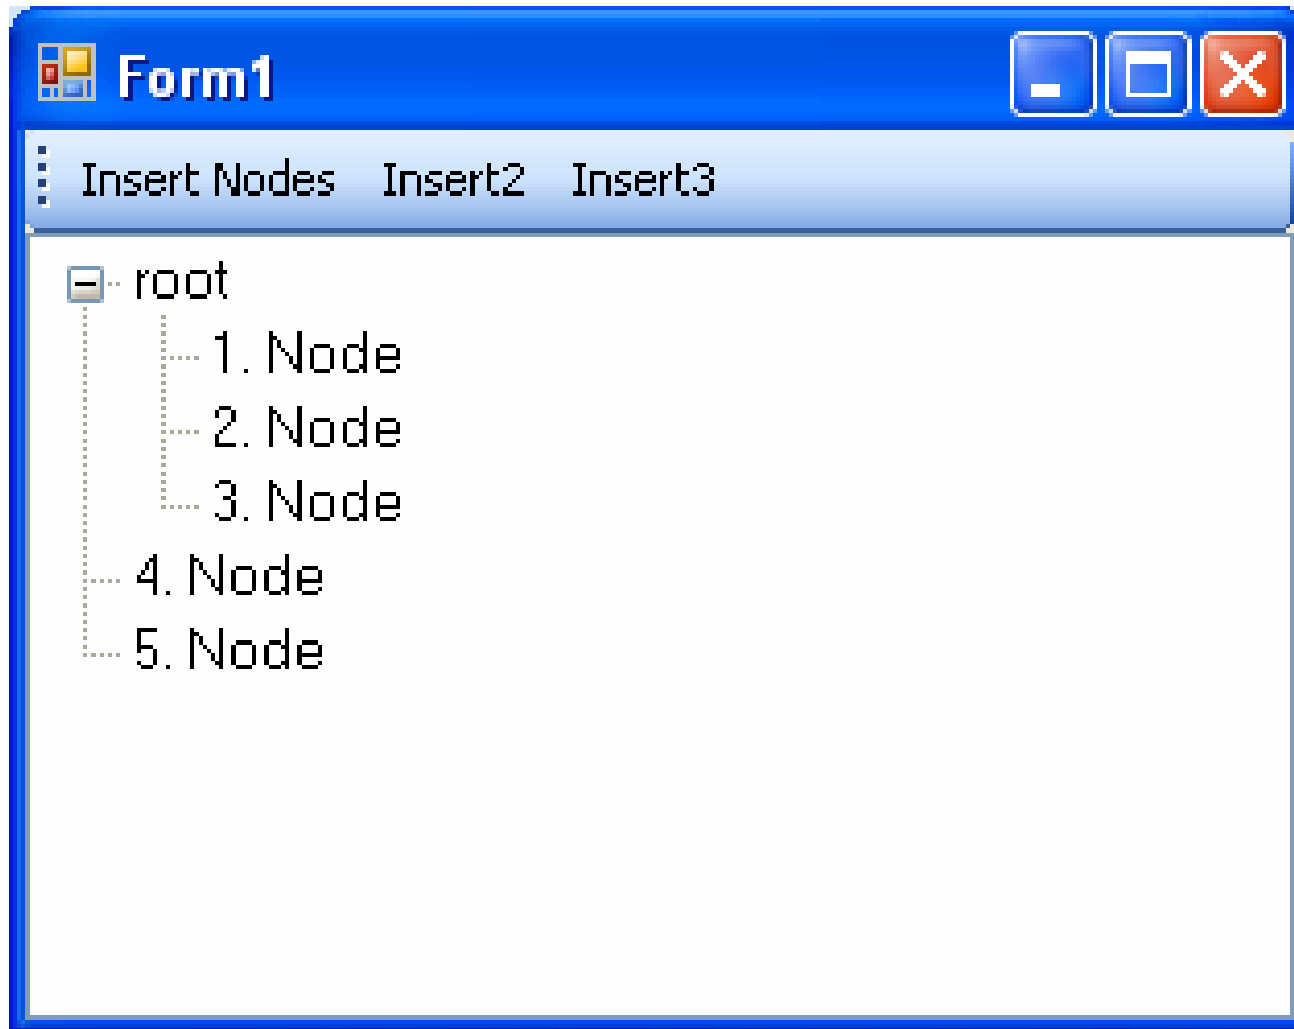 Form1
Insert Nodes Insert2 Insert3
root
1. Node
2. Node
3. Node
4. Node
5. Node